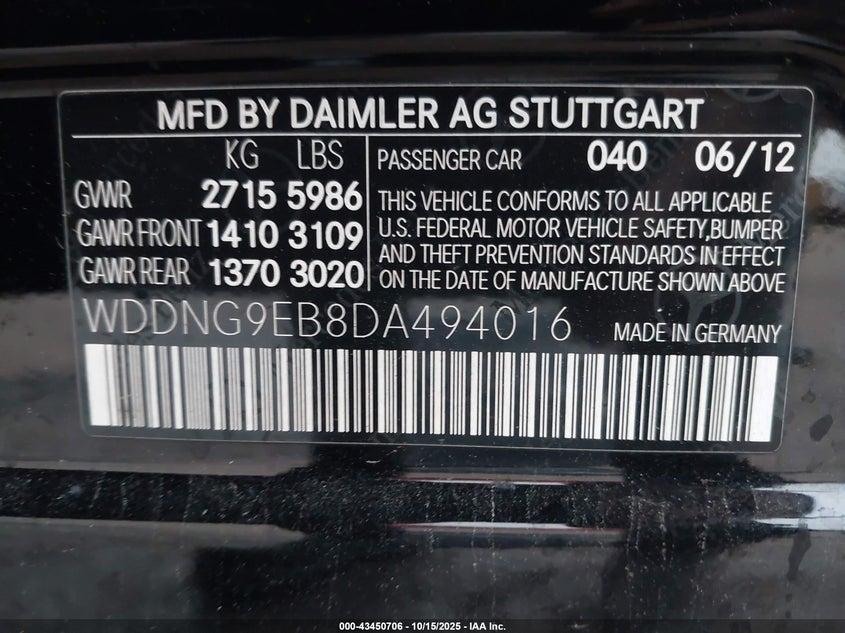 MFD BY DAIMLER AG STUTTGART
KG LBS
GVWR 2715 5986
GAWR FRONT 1410 3109
GAWR REAR 1370 3020
PASSENGER CAR 040 06/12
THIS VEHICLE CONFORMS TO ALL APPLICABLE
U.S. FEDERAL MOTOR VEHICLE SAFETY,BUMPER
AND THEFT PREVENTION STANDARDS IN EFFECT
ON THE DATE OF MANUFACTURE SHOWN ABOVE
WDDNG9EB8DA494016 MADE IN GERMANY
000-43450706 - 10/15/2025 - IAA Inc.